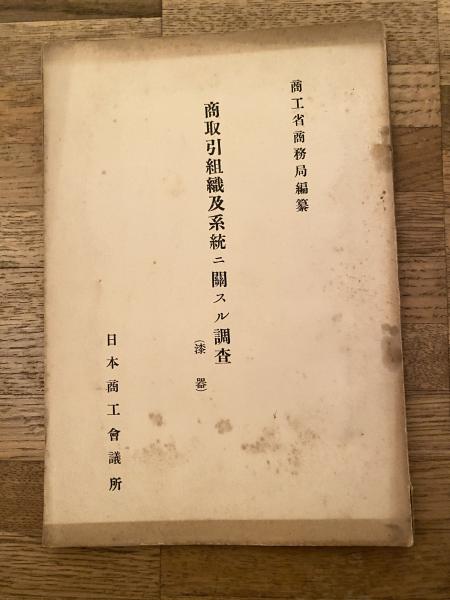 商工省商務局編纂
商取引組織及系統ニ關スル調査
（漆器）
日本商工會議所